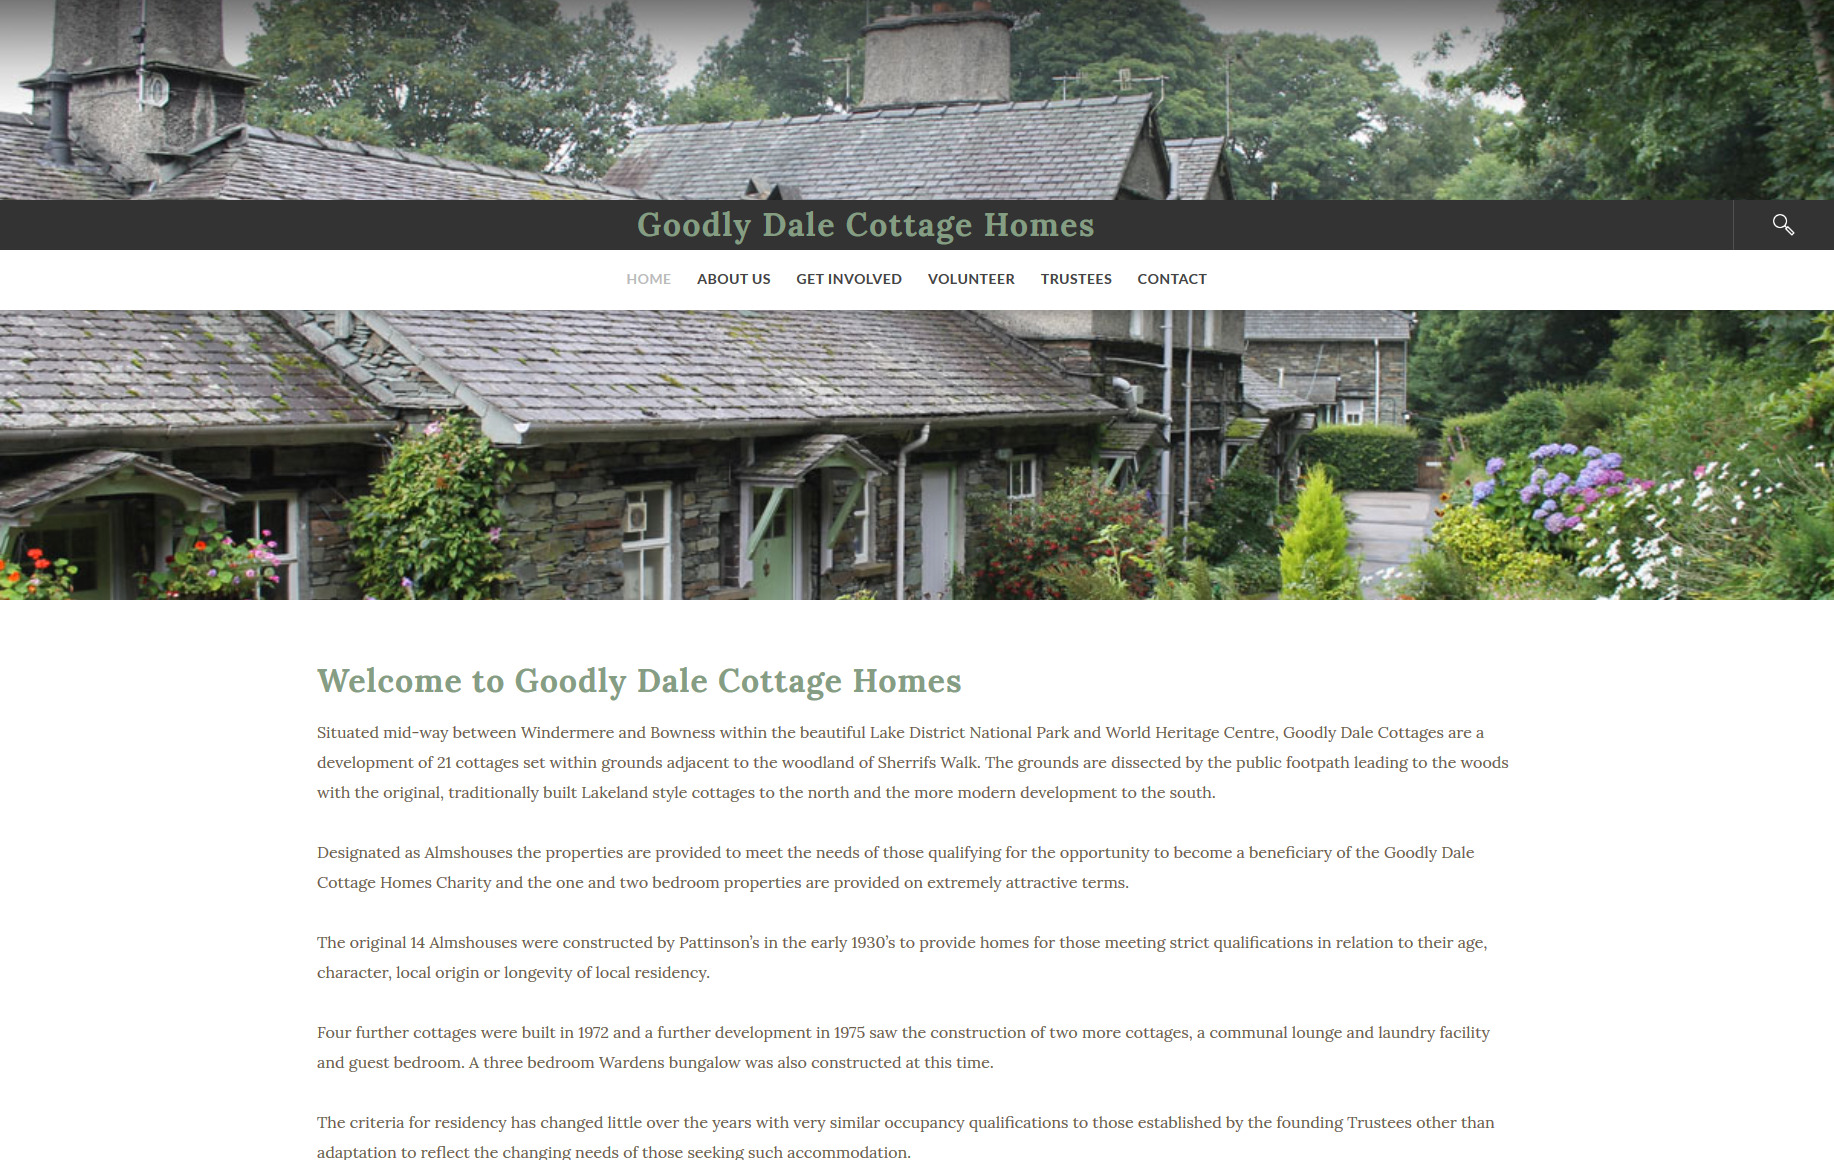 Goodly Dale Cottage Homes
HOME ABOUT US GET INVOLVED VOLUNTEER TRUSTEES CONTACT
Welcome to Goodly Dale Cottage Homes
Situated mid-way between Windermere and Bowness within the beautiful Lake District National Park and World Heritage Centre, Goodly Dale Cottages are a
development of 21 cottages set within grounds adjacent to the woodland of Sherrifs Walk. The grounds are dissected by the public footpath leading to the woods
with the original, traditionally built Lakeland style cottages to the north and the more modern development to the south.
Designated as Almshouses the properties are provided to meet the needs of those qualifying for the opportunity to become a beneficiary of the Goodly Dale
Cottage Homes Charity and the one and two bedroom properties are provided on extremely attractive terms.
The original 14 Almshouses were constructed by Pattinson’s in the early 1930’s to provide homes for those meeting strict qualifications in relation to their age,
character, local origin or longevity of local residency.
Four further cottages were built in 1972 and a further development in 1975 saw the construction of two more cottages, a communal lounge and laundry facility
and guest bedroom. A three bedroom Wardens bungalow was also constructed at this time.
The criteria for residency has changed little over the years with very similar occupancy qualifications to those established by the founding Trustees other than
adaptation to reflect the changing needs of those seeking such accommodation.